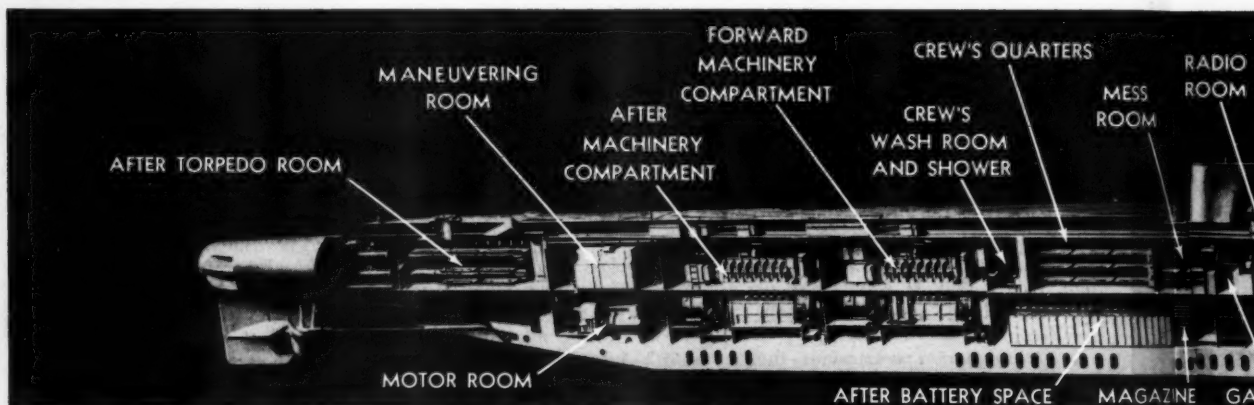 FORWARD
MACHINERY
COMPARTMENT
CREW'S QUARTERS
RADIO
ROOM
MANEUVERING
ROOM
MESS
ROOM
AFTER
MACHINERY
COMPARTMENT
CREW'S
WASH ROOM
AND SHOWER
AFTER TORPEDO ROOM
MOTOR ROOM
AFTER BATTERY SPACE
MAGAZINE
GA